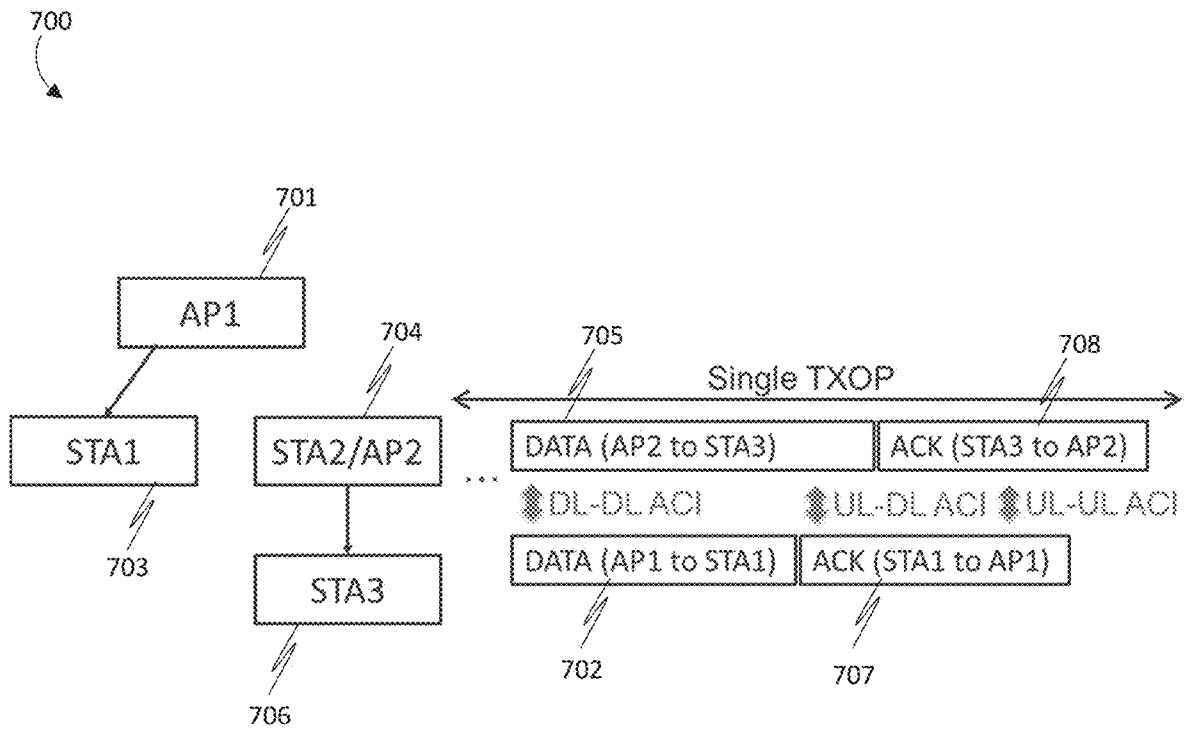 700
701
AP1
704
705
708
Single TXOP
STA1
STA2/AP2
DATA (AP2 to STA3)
ACK (STA3 to AP2)
...
DL-DL ACI
UL-DL ACI
UL-UL ACI
703
STA3
DATA (AP1 to STA1)
ACK (STA1 to AP1)
702
707
706